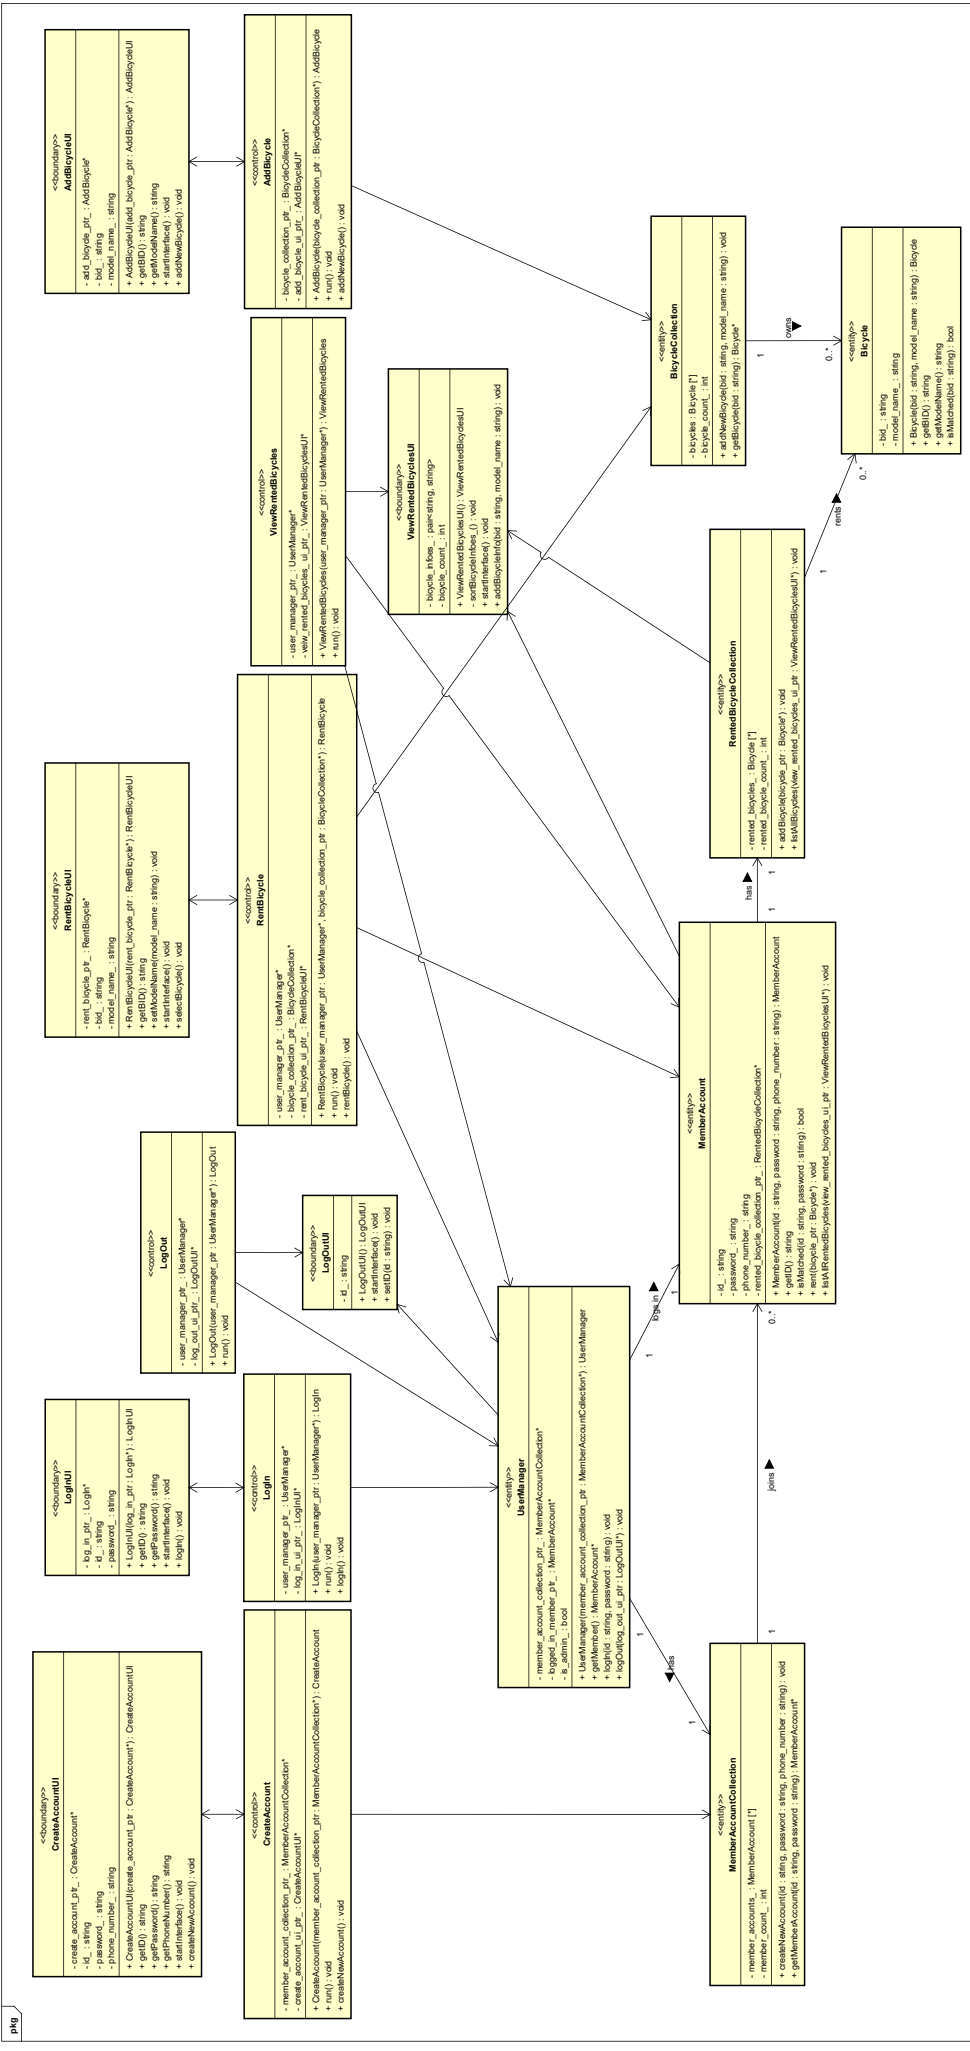 pkg
<<boundary>>
CreateAccountUI
- create_account_ptr_ : CreateAccount*
- id_ : string
- password_ : string
- phone_number_ : string
+ CreateAccountUI(create_account_ptr : CreateAccount*) : CreateAccountUI
+ getID() : string
+ getPassword() : string
+ getPhoneNumber() : string
+ startInterface() : void
+ createNewAccount() : void
<<boundary>>
LogInUI
- log_in_ptr_ : LogIn*
- id_ : string
- password_ : string
+ LogInUI(log_in_ptr : LogIn*) : LogInUI
+ getID() : string
+ getPassword() : string
+ startInterface() : void
+ logIn() : void
<<boundary>>
RentBicycleUI
- rent_bicycle_ptr_ : RentBicycle*
- bid_ : string
- model_name_ : string
+ RentBicycleUI(rent_bicycle_ptr : RentBicycle*) : RentBicycleUI
+ getBID() : string
+ setModelName(model_name : string) : void
+ startInterface() : void
+ selectBicycle() : void
<<boundary>>
AddBicycleUI
- add_bicycle_ptr_ : AddBicycle*
- bid_ : string
- model_name_ : string
+ AddBicycleUI(add_bicycle_ptr : AddBicycle*) : AddBicycleUI
+ getBID() : string
+ getModelName() : string
+ startInterface() : void
+ addNewBicycle() : void
<<control>>
LogOut
- user_manager_ptr_ : UserManager*
- log_out_ui_ptr_ : LogOutUI*
+ LogOut(user_manager_ptr : UserManager*) : LogOut
+ run() : void
<<control>>
CreateAccount
- member_account_collection_ptr_ : MemberAccountCollection*
- create_account_ui_ptr_ : CreateAccountUI*
+ CreateAccount(member_account_collection_ptr : MemberAccountCollection*) : CreateAccount
+ run() : void
+ createNewAccount() : void
<<control>>
LogIn
- user_manager_ptr_ : UserManager*
- log_in_ui_ptr_ : LogInUI*
+ LogIn(user_manager_ptr : UserManager*) : LogIn
+ run() : void
+ logIn() : void
<<boundary>>
LogOutUI
- id_ : string
+ LogOutUI() : LogOutUI
+ startInterface() : void
+ setID(id : string) : void
<<control>>
RentBicycle
- user_manager_ptr_ : UserManager*
- bicycle_collection_ptr_ : BicycleCollection*
- rent_bicycle_ui_ptr_ : RentBicycleUI*
+ RentBicycle(user_manager_ptr : UserManager*, bicycle_collection_ptr : BicycleCollection*) : RentBicycle
+ run() : void
+ rentBicycle() : void
<<control>>
ViewRentedBicycles
- user_manager_ptr_ : UserManager*
- veiw_rented_bicycles_ui_ptr_ : ViewRentedBicyclesUI*
+ ViewRentedBicycles(user_manager_ptr : UserManager*) : ViewRentedBicycles
+ run() : void
<<control>>
AddBicycle
- bicycle_collection_ptr_ : BicycleCollection*
- add_bicycle_ui_ptr_ : AddBicycleUI*
+ AddBicycle(bicycle_collection_ptr : BicycleCollection*) : AddBicycle
+ run() : void
+ addNewBicycle() : void
<<boundary>>
ViewRentedBicyclesUI
- bicycle_infoes_ : pair<string, string>
- bicycle_count_ : int
+ ViewRentedBicyclesUI() : ViewRentedBicyclesUI
- sortBicycleInfoes_() : void
+ startInterface() : void
+ addBicycleInfo(bid : string, model_name : string) : void
<<entity>>
UserManager
- member_account_collection_ptr_ : MemberAccountCollection*
- logged_in_member_ptr_ : MemberAccount*
- is_admin_ : bool
+ UserManager(member_account_collection_ptr : MemberAccountCollection*) : UserManager
+ getMember() : MemberAccount*
+ logIn(id : string, password : string) : void
+ logOut(log_out_ui_ptr : LogOutUI*) : void
<<entity>>
BicycleCollection
- bicycles : Bicycle [*]
- bicycle_count_ : int
+ addNewBicycle(bid : string, model_name : string) : void
+ getBicycle(bid : string) : Bicycle*
1
has
1
1
logs in
1
<<entity>>
MemberAccountCollection
- member_accounts_ : MemberAccount [*]
- member_count_ : int
+ createNewAccount(id : string, password : string, phone_number : string) : void
+ getMemberAccount(id : string, password : string) : MemberAccount*
1
joins
0..*
<<entity>>
MemberAccount
- id_ : string
- password_ : string
- phone_number_ : string
- rented_bicycle_collection_ptr_ : RentedBicycleCollection*
+ MemberAccount(id : string, password : string, phone_number : string) : MemberAccount
+ getID() : string
+ isMatched(id : string, password : string) : bool
+ rent(bicycle_ptr : Bicycle*) : void
+ listAllRentedBicycles(view_rented_bicycles_ui_ptr : ViewRentedBicyclesUI*) : void
1
has
1
<<entity>>
RentedBicycleCollection
- rented_bicycles_ : Bicycle [*]
- rented_bicycle_count_ : int
+ addBicycle(bicycle_ptr : Bicycle*) : void
+ listAllBicycles(view_rented_bicycles_ui_ptr : ViewRentedBicyclesUI*) : void
1
owns
0..*
1
rents
0..*
<<entity>>
Bicycle
- bid_ : string
- model_name_ : string
+ Bicycle(bid : string, model_name : string) : Bicycle
+ getBID() : string
+ getModelName() : string
+ isMatched(bid : string) : bool